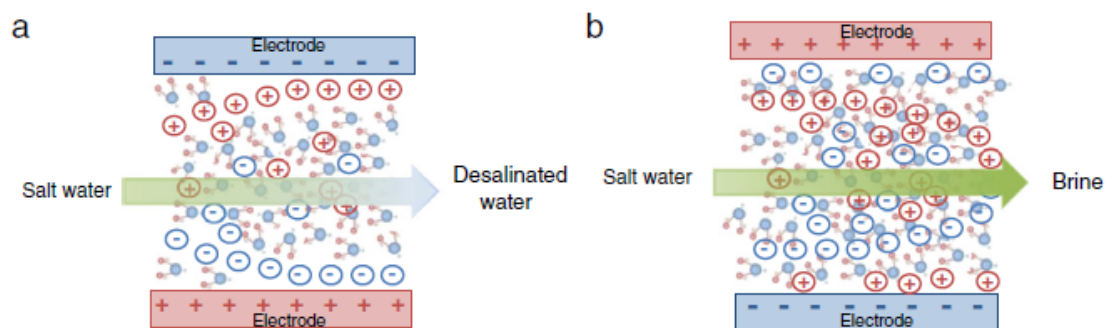 a
Electrode
- - - - - - - -
Salt water
Desalinated
water
+ + + + + + + +
Electrode
b
Electrode
+ + + + + + + +
Salt water
Brine
- - - - - - - -
Electrode